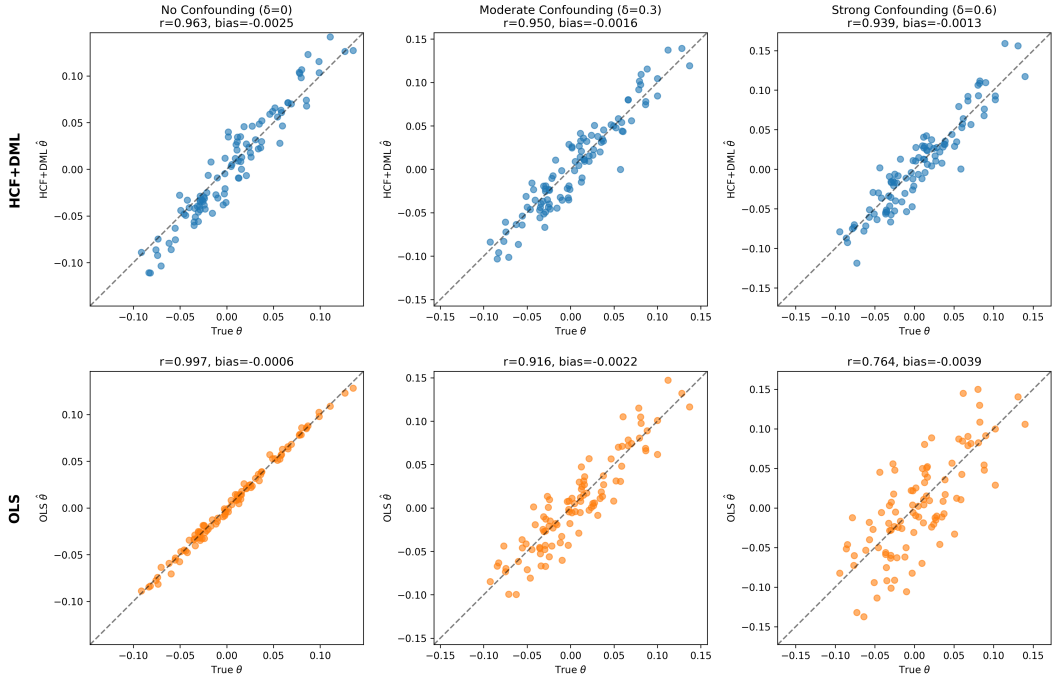 No Confounding (δ=0)
r=0.963, bias=-0.0025
Moderate Confounding (δ=0.3)
r=0.950, bias=-0.0016
Strong Confounding (δ=0.6)
r=0.939, bias=-0.0013
HCF+DML
HCF+DML θ̂
0.10
0.05
0.00
−0.05
−0.10
−0.10 −0.05 0.00 0.05 0.10
True θ
HCF+DML θ̂
0.15
0.10
0.05
0.00
−0.05
−0.10
−0.15
−0.15 −0.10 −0.05 0.00 0.05 0.10 0.15
True θ
HCF+DML θ̂
0.15
0.10
0.05
0.00
−0.05
−0.10
−0.15
−0.15 −0.10 −0.05 0.00 0.05 0.10 0.15
True θ
r=0.997, bias=-0.0006
r=0.916, bias=-0.0022
r=0.764, bias=-0.0039
OLS
OLS θ̂
0.10
0.05
0.00
−0.05
−0.10
−0.10 −0.05 0.00 0.05 0.10
True θ
OLS θ̂
0.15
0.10
0.05
0.00
−0.05
−0.10
−0.15
−0.15 −0.10 −0.05 0.00 0.05 0.10 0.15
True θ
OLS θ̂
0.15
0.10
0.05
0.00
−0.05
−0.10
−0.15
−0.15 −0.10 −0.05 0.00 0.05 0.10 0.15
True θ